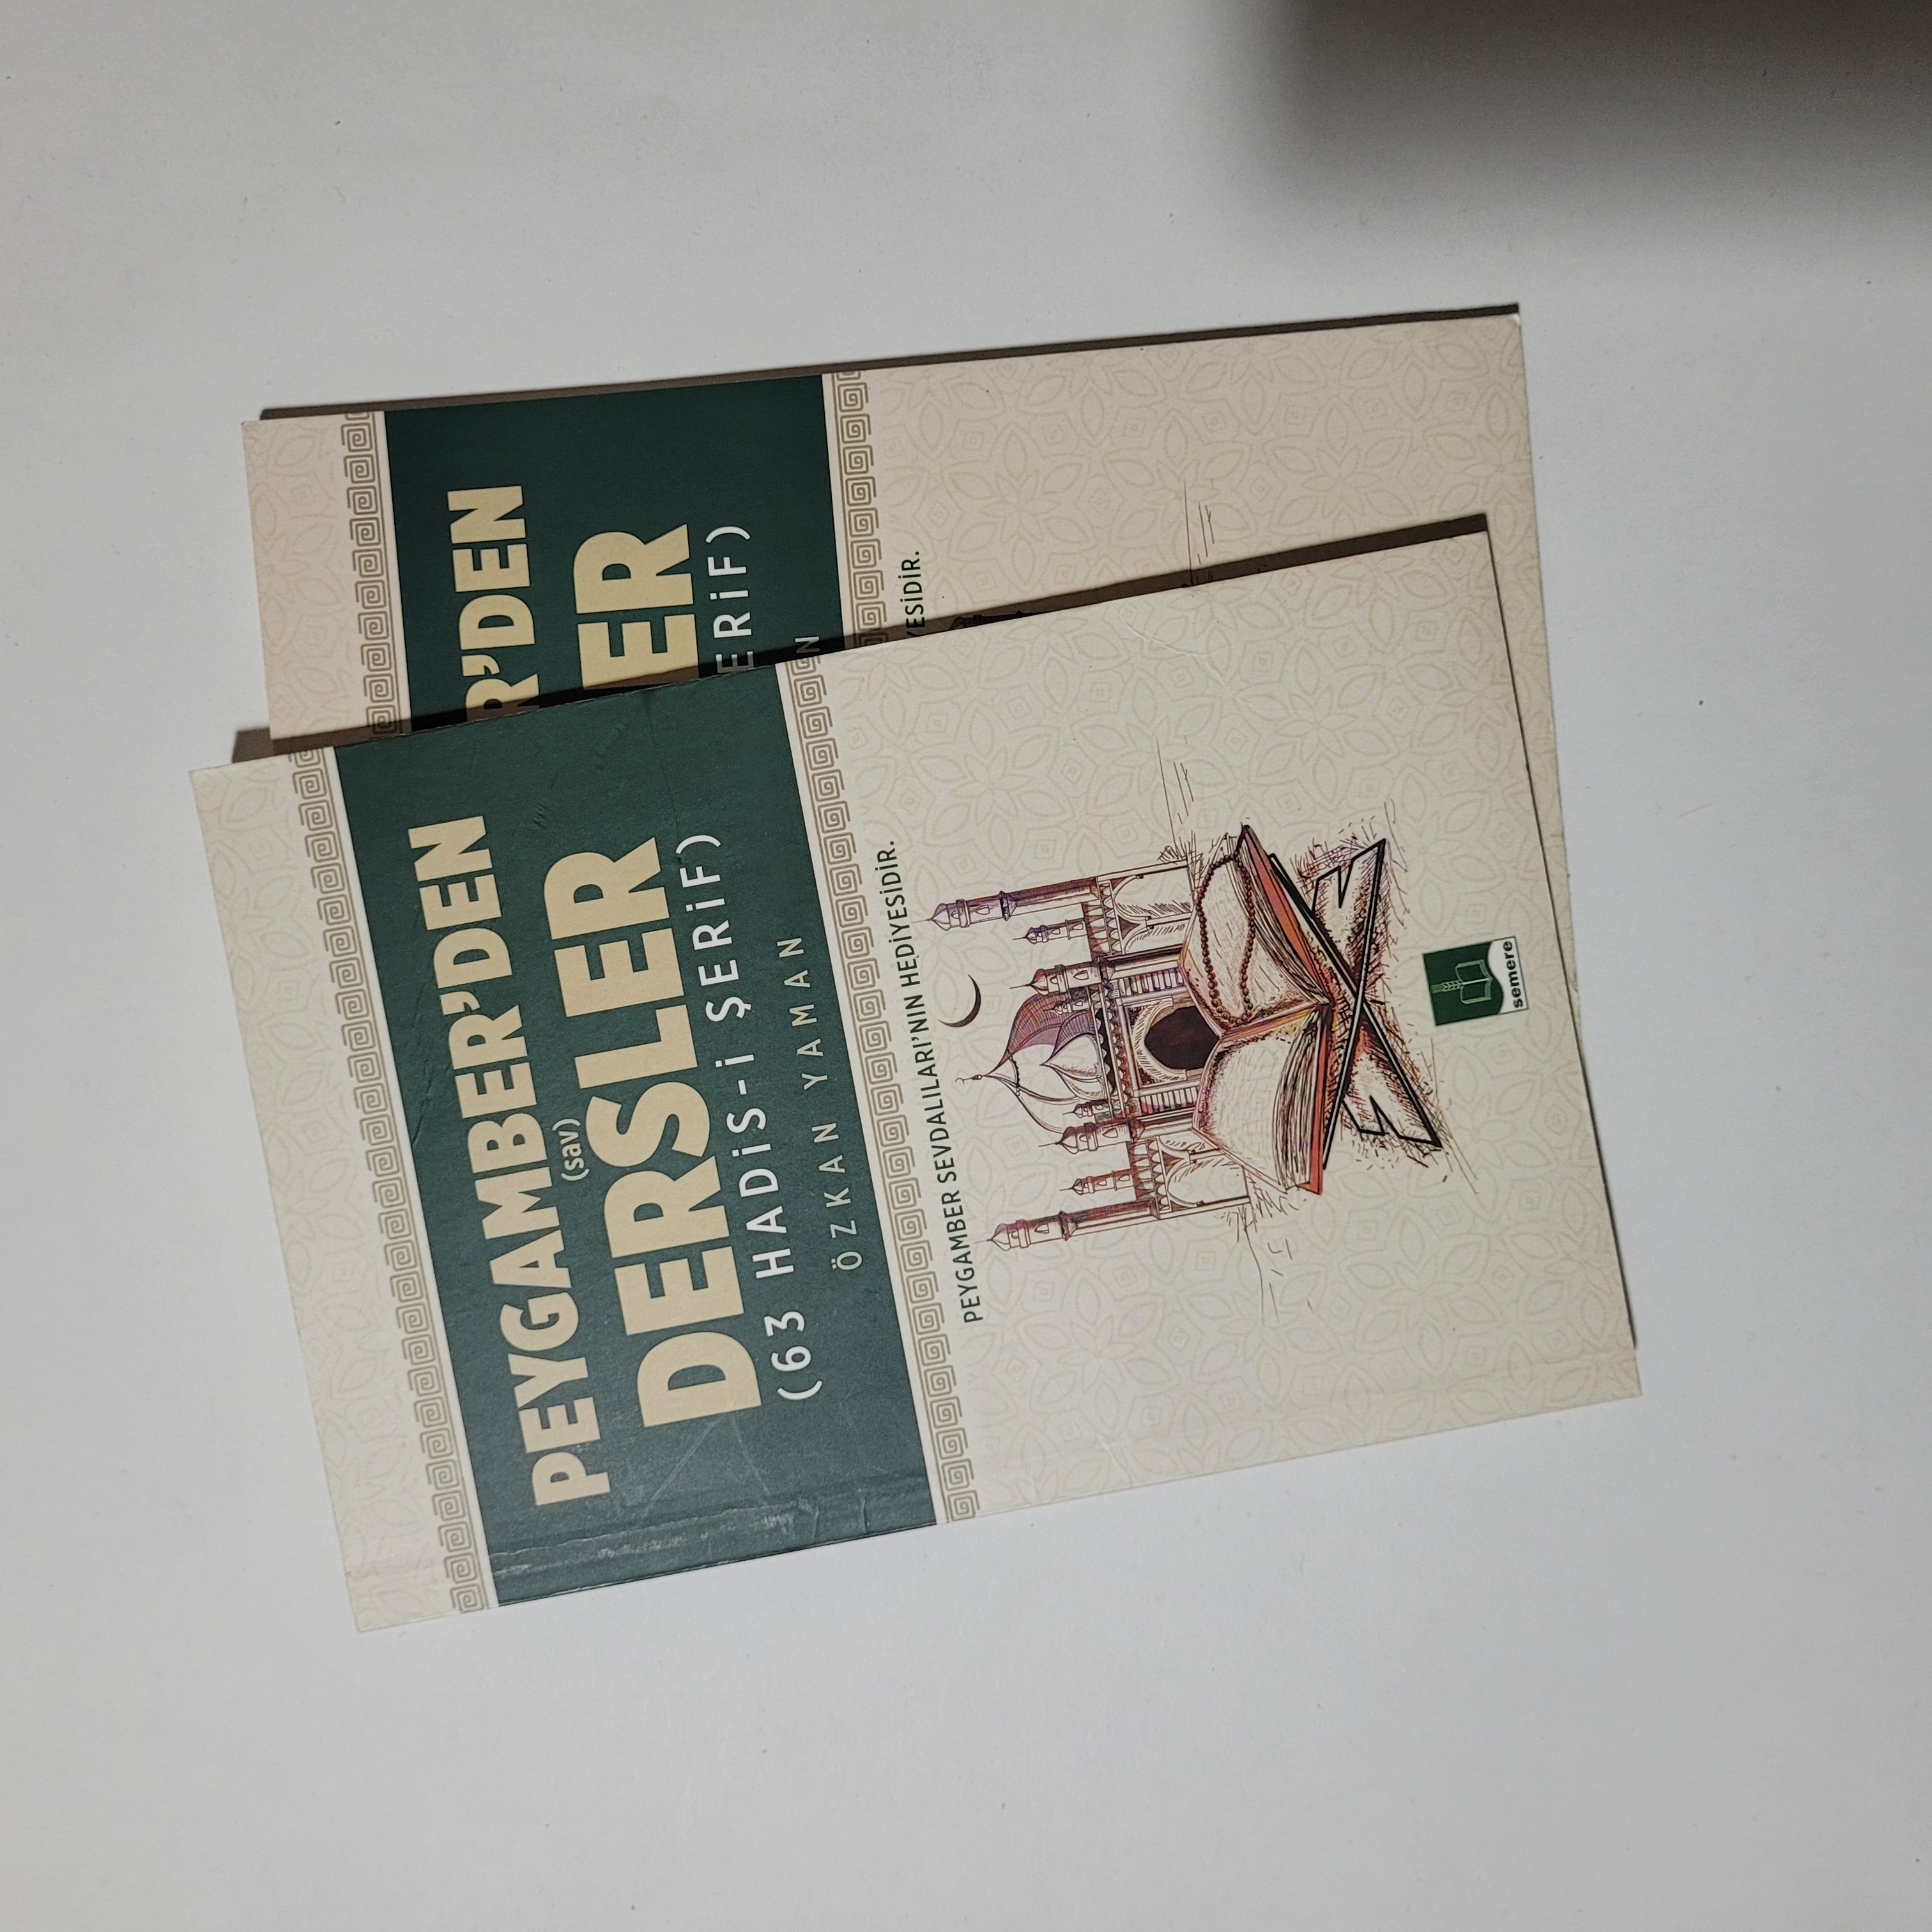 PEYGAMBER'DEN
(sav)
DERSLER
(63 HADİS-İ ŞERİF)
ÖZKAN YAMAN
PEYGAMBER SEVDALILARI'NIN HEDİYESİDİR.
semere
R'DEN
ER
ERİF)
N
YESİDİR.